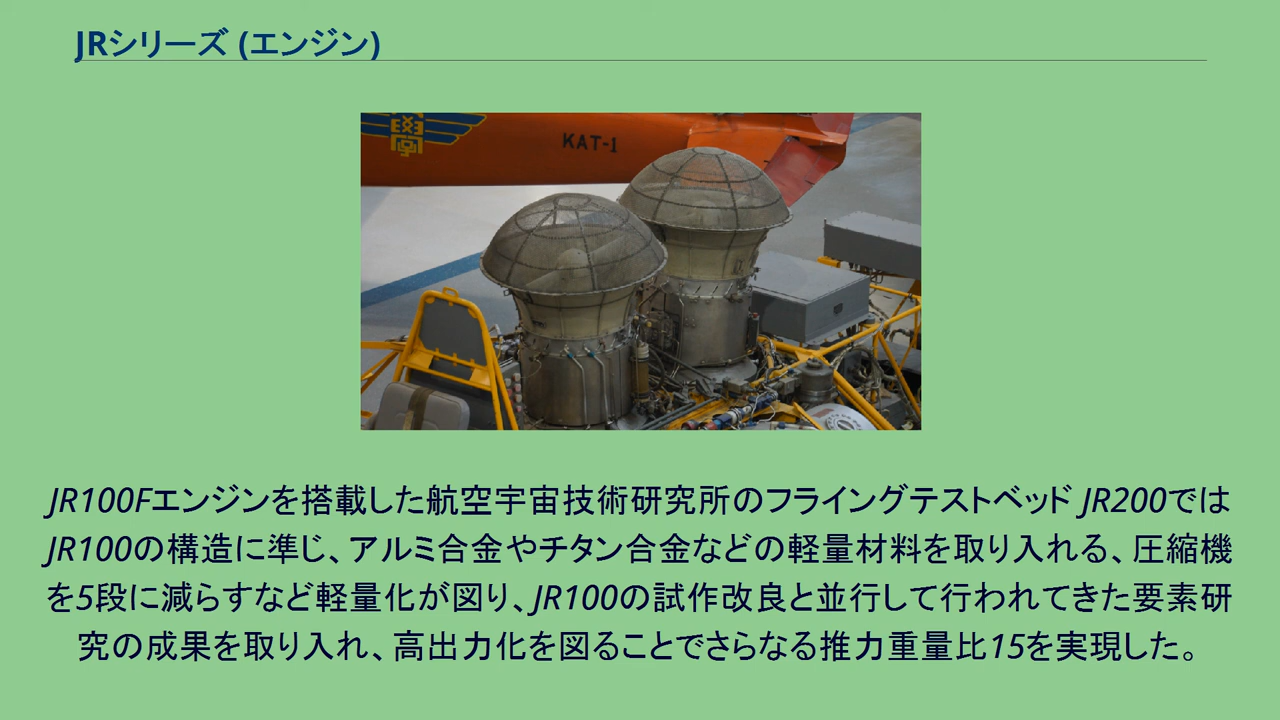 JRシリーズ (エンジン)
KAT-1
JR100Fエンジンを搭載した航空宇宙技術研究所のフライングテストベッド JR200では
JR100の構造に準じ、アルミ合金やチタン合金などの軽量材料を取り入れる、圧縮機
を5段に減らすなど軽量化が図り、JR100の試作改良と並行して行われてきた要素研
究の成果を取り入れ、高出力化を図ることでさらなる推力重量比15を実現した。